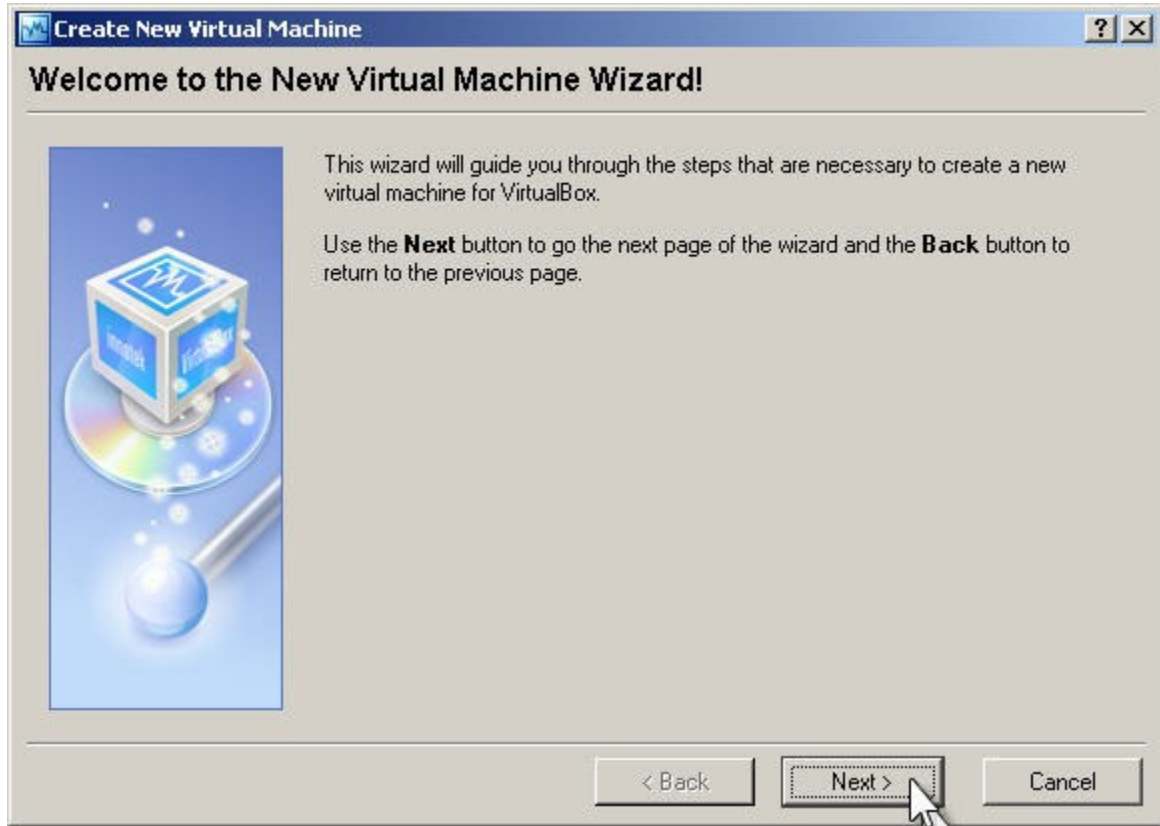 Create New Virtual Machine
Welcome to the New Virtual Machine Wizard!
This wizard will guide you through the steps that are necessary to create a new
virtual machine for VirtualBox.
Use the Next button to go the next page of the wizard and the Back button to
return to the previous page.
innotek
< Back
Next >
Cancel